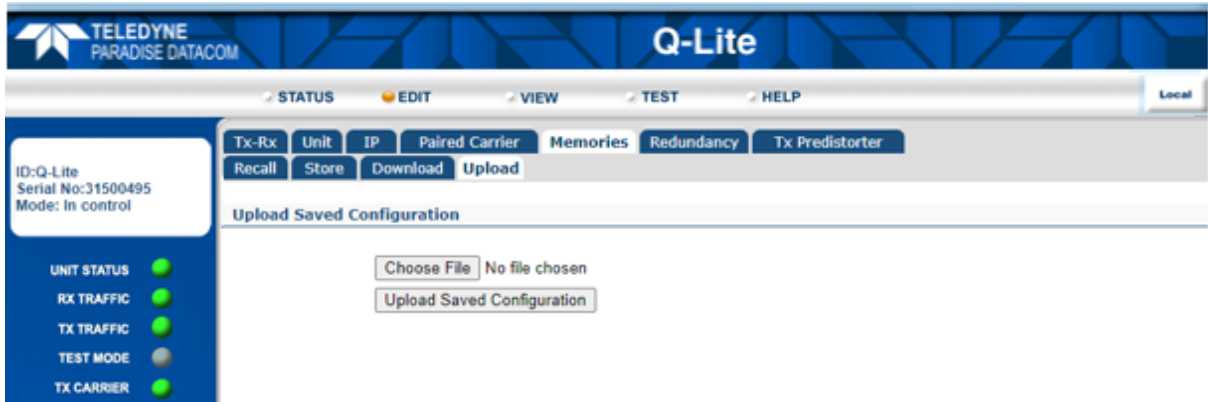 TELEDYNE
PARADISE DATACOM
Q-Lite
STATUS EDIT VIEW TEST HELP
Local
Tx-Rx Unit IP Paired Carrier Memories Redundancy Tx Predistorter
Recall Store Download Upload
ID:Q-Lite
Serial No:31500495
Mode: In control
Upload Saved Configuration
Choose File No file chosen
Upload Saved Configuration
UNIT STATUS
RX TRAFFIC
TX TRAFFIC
TEST MODE
TX CARRIER